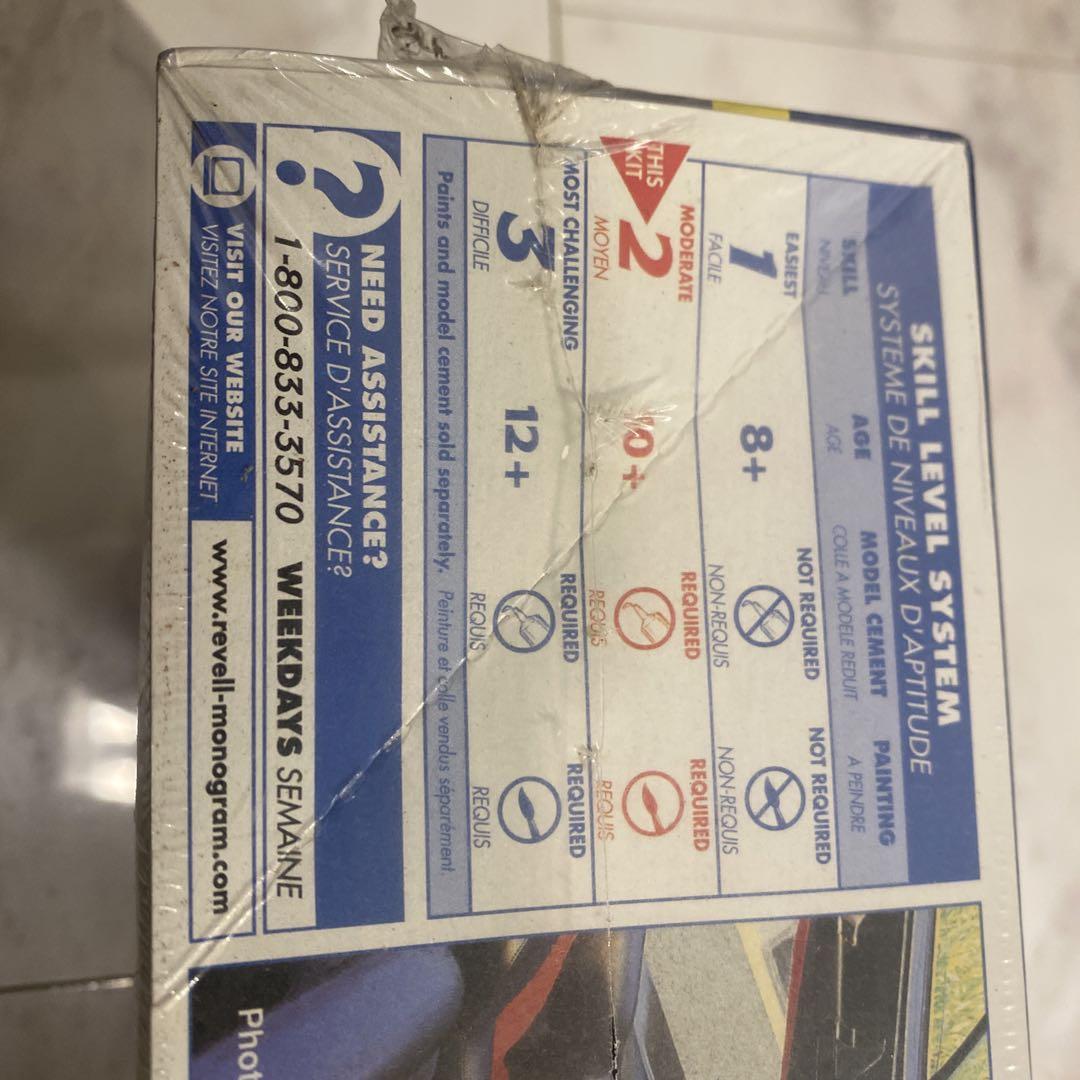 SKILL LEVEL SYSTEM
SYSTEME DE NIVEAUX D'APTITUDE
SKILL AGE MODEL CEMENT PAINTING
NIVEAU AGE COLLE A MODELE REDUIT A PEINDRE
EASIEST NOT REQUIRED NOT REQUIRED
1 8+
FACILE NON-REQUIS NON-REQUIS
THIS
KIT
MODERATE REQUIRED REQUIRED
2 10+
MOYEN REQUIS REQUIS
MOST CHALLENGING REQUIRED REQUIRED
3 12+
DIFFICILE REQUIS REQUIS
Paints and model cement sold separately. Peinture et colle vendus séparément.
?
NEED ASSISTANCE?
SERVICE D'ASSISTANCE?
1-800-833-3570 WEEKDAYS SEMAINE
VISIT OUR WEBSITE
VISITEZ NOTRE SITE INTERNET
www.revell-monogram.com
Phot